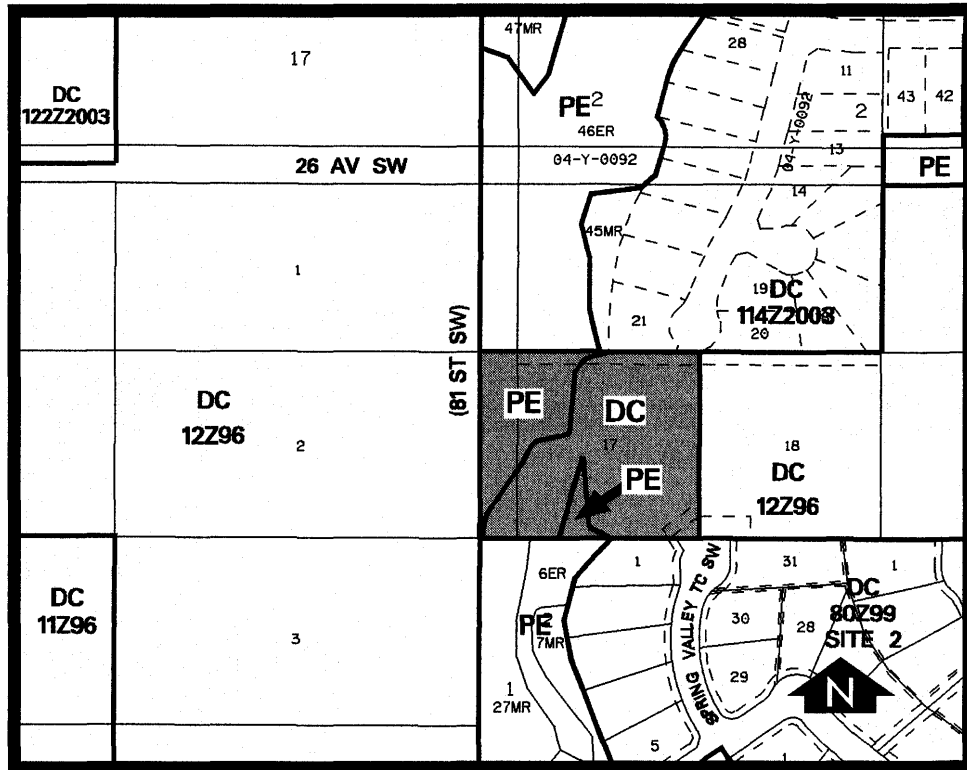 47MR
17
28
11
DC
122Z2003
43
42
2
PE2
46ER
04-Y-0092
04-Y-0092
13
26 AV SW
PE
14
45MR
1
19
DC
114Z2008
21
20
(81 ST SW)
PE
DC
DC
12Z96
2
17
18
PE
DC
12Z96
6ER
1
31
1
DC
11Z96
DC
80Z99
SITE 2
3
PE
7MR
30
28
SPRING VALLEY TC SW
29
N
1
27MR
5
1